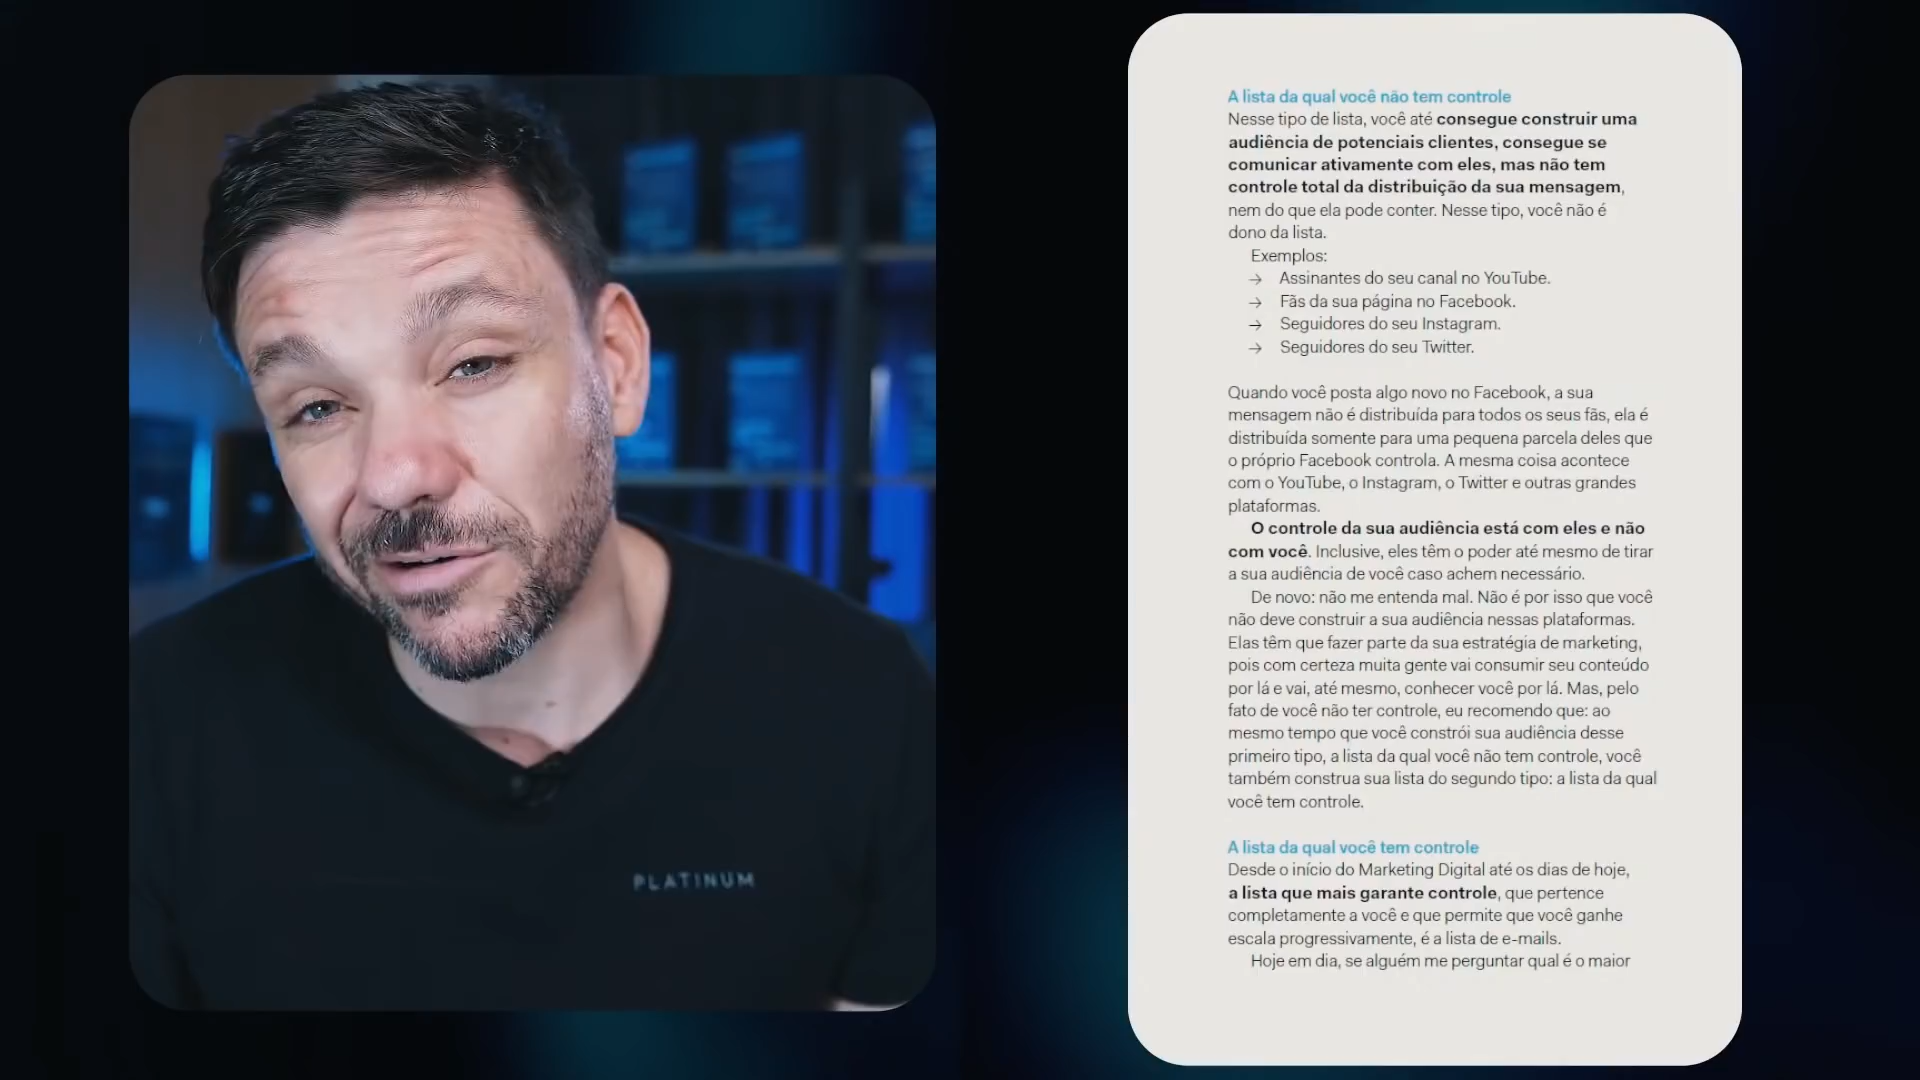 PLATINUM
A lista da qual você não tem controle
Nesse tipo de lista, você até consegue construir uma
audiência de potenciais clientes, consegue se
comunicar ativamente com eles, mas não tem
controle total da distribuição da sua mensagem,
nem do que ela pode conter. Nesse tipo, você não é
dono da lista.
Exemplos:
→ Assinantes do seu canal no YouTube.
→ Fãs da sua página no Facebook.
→ Seguidores do seu Instagram.
→ Seguidores do seu Twitter.
Quando você posta algo novo no Facebook, a sua
mensagem não é distribuída para todos os seus fãs, ela é
distribuída somente para uma pequena parcela deles que
o próprio Facebook controla. A mesma coisa acontece
com o YouTube, o Instagram, o Twitter e outras grandes
plataformas.
O controle da sua audiência está com eles e não
com você. Inclusive, eles têm o poder até mesmo de tirar
a sua audiência de você caso achem necessário.
De novo: não me entenda mal. Não é por isso que você
não deve construir a sua audiência nessas plataformas.
Elas têm que fazer parte da sua estratégia de marketing,
pois com certeza muita gente vai consumir seu conteúdo
por lá e vai, até mesmo, conhecer você por lá. Mas, pelo
fato de você não ter controle, eu recomendo que: ao
mesmo tempo que você constrói sua audiência desse
primeiro tipo, a lista da qual você não tem controle, você
também construa sua lista do segundo tipo: a lista da qual
você tem controle.
A lista da qual você tem controle
Desde o início do Marketing Digital até os dias de hoje,
a lista que mais garante controle, que pertence
completamente a você e que permite que você ganhe
escala progressivamente, é a lista de e-mails.
Hoje em dia, se alguém me perguntar qual é o maior